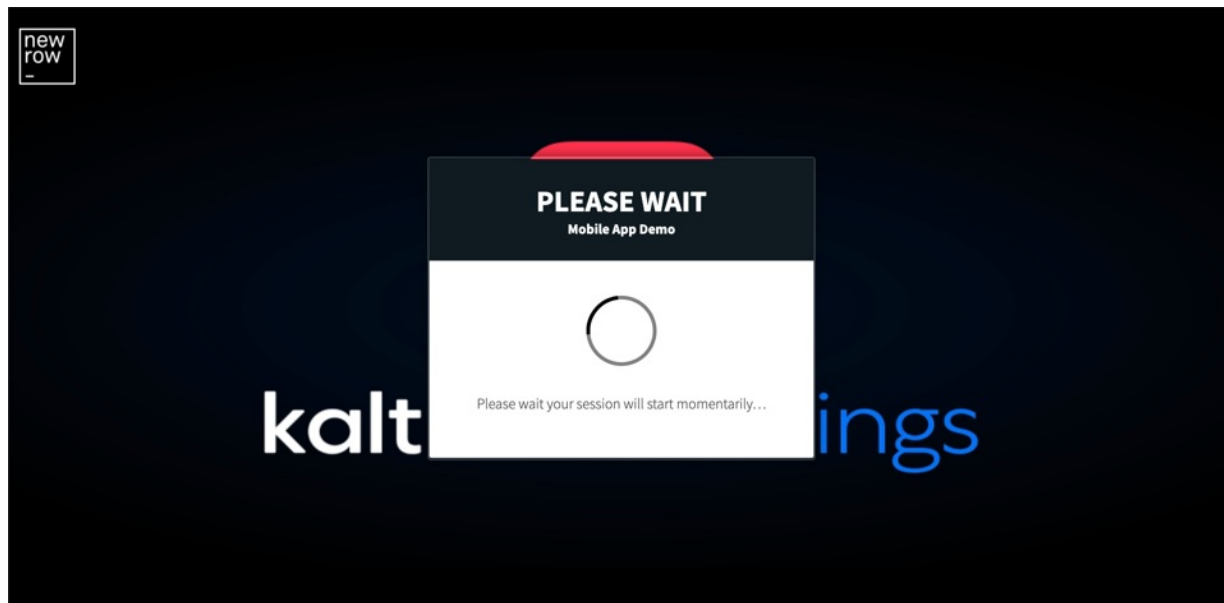 new
row
PLEASE WAIT
Mobile App Demo
Please wait your session will start momentarily...
kalt ings